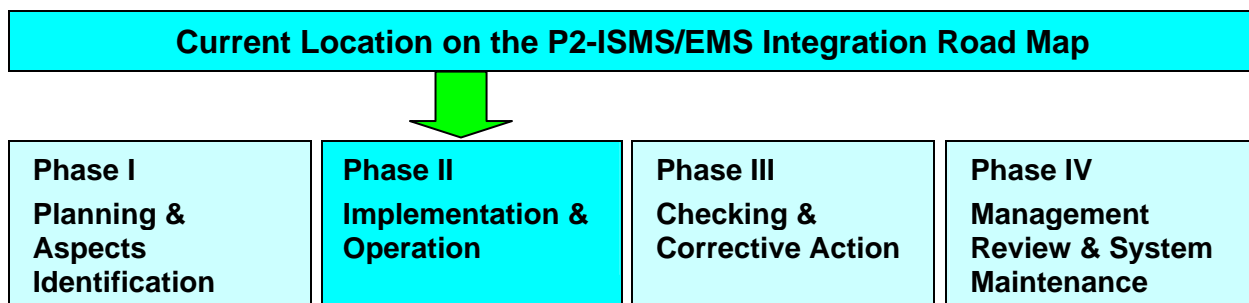 Current Location on the P2-ISMS/EMS Integration Road Map
Phase I
Planning &
Aspects
Identification
Phase II
Implementation &
Operation
Phase III
Checking &
Corrective Action
Phase IV
Management
Review & System
Maintenance